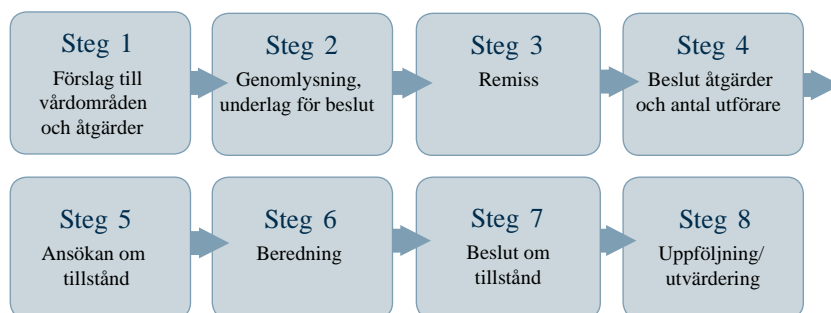 Steg 1
Förslag till
vårdområden
och åtgärder
Steg 2
Genomlysning,
underlag för beslut
Steg 3
Remiss
Steg 4
Beslut åtgärder
och antal utförare
Steg 5
Ansökan om
tillstånd
Steg 6
Beredning
Steg 7
Beslut om
tillstånd
Steg 8
Uppföljning/
utvärdering